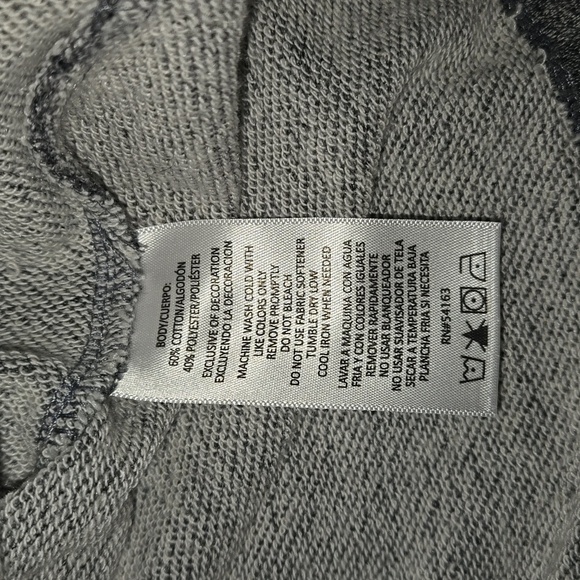 BODY/CUERPO:
60% COTTON/ALGODÓN
40% POLYESTER/POLIÉSTER
EXCLUSIVE OF DECORATION
EXCLUYENDO LA DECORACION
MACHINE WASH COLD WITH
LIKE COLORS ONLY
REMOVE PROMPTLY
DO NOT BLEACH
DO NOT USE FABRIC SOFTENER
TUMBLE DRY LOW
COOL IRON WHEN NEEDED
LAVAR A MAQUINA CON AGUA
FRIA Y CON COLORES IGUALES
REMOVER RAPIDAMENTE
NO USAR BLANQUEADOR
NO USAR SUAVISADOR DE TELA
SECAR A TEMPERATURA BAJA
PLANCHA FRIA SI NECESITA
RN#54163